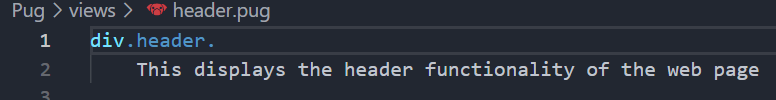 Pug > views > header.pug
1 div.header.
2 This displays the header functionality of the web page
3